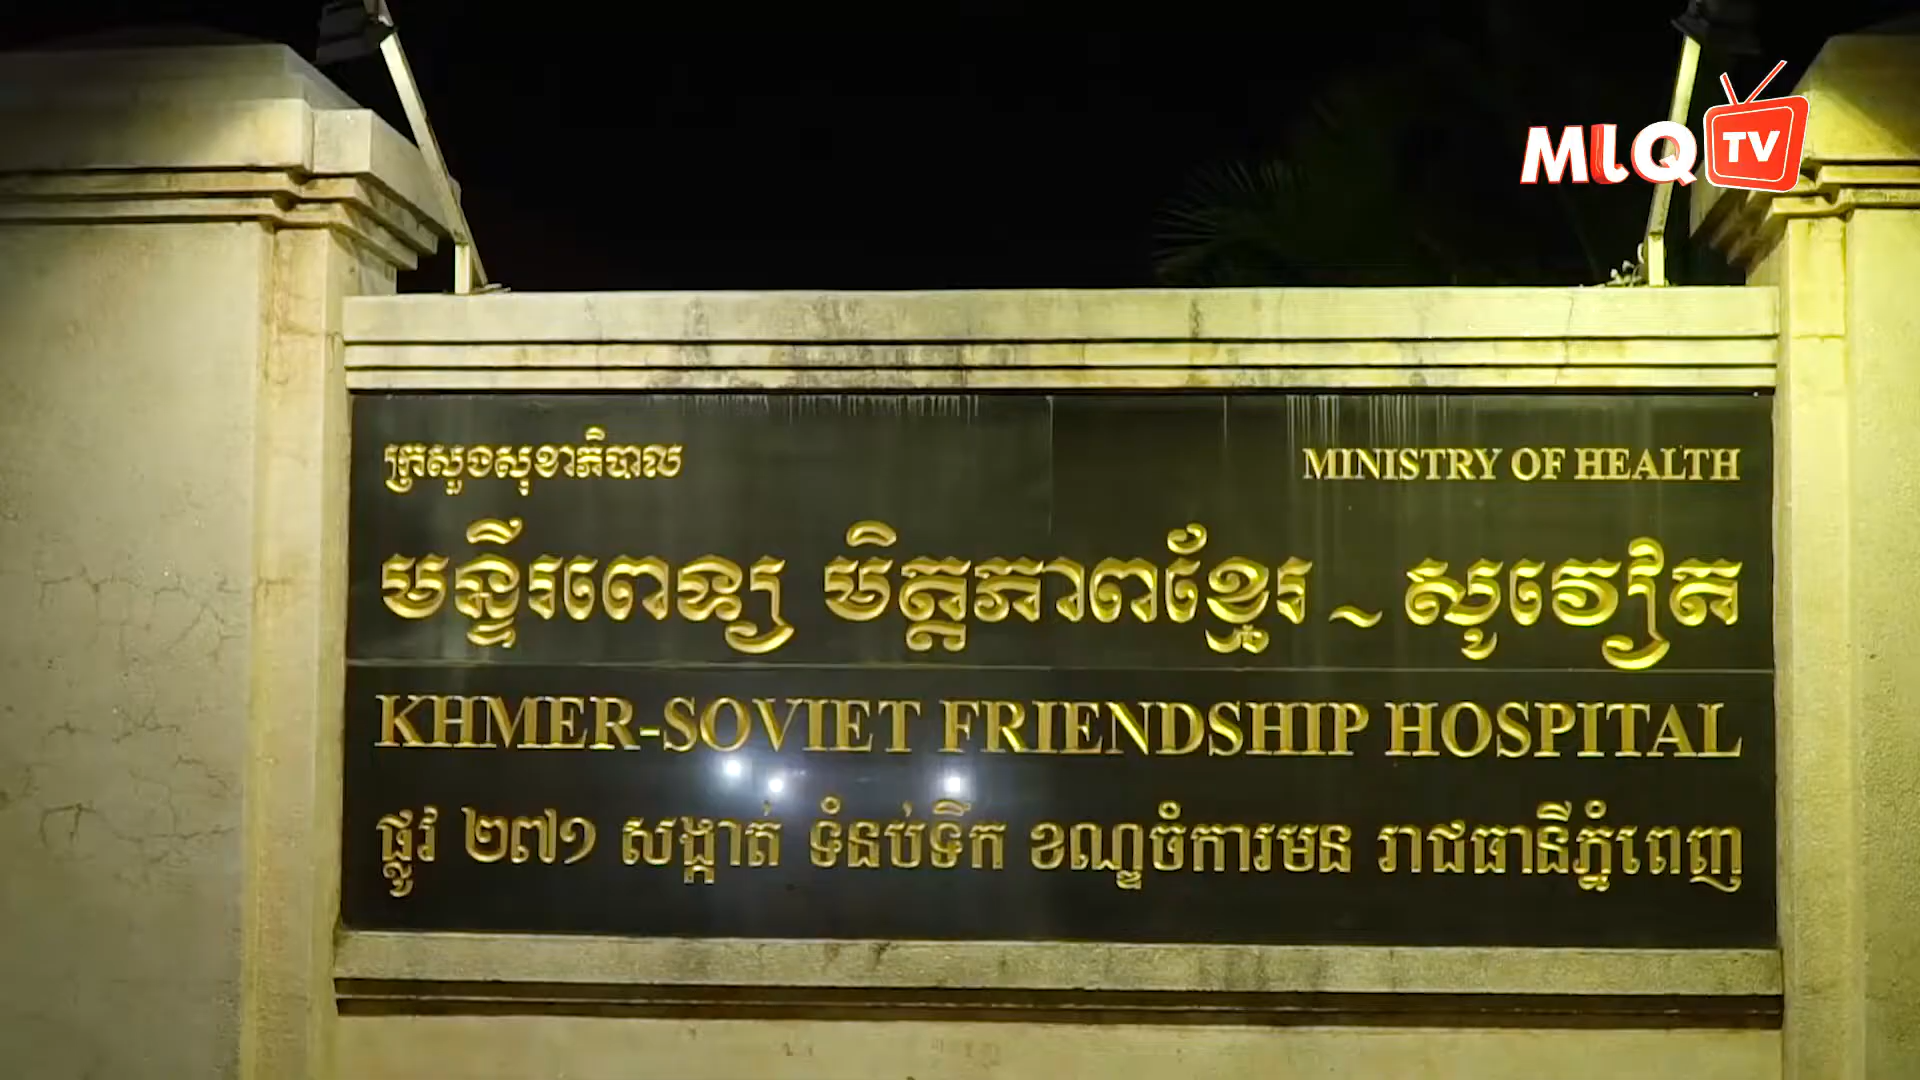 MLQ TV
ក្រសួងសុខាភិបាល
MINISTRY OF HEALTH
មន្ទីរពេទ្យ មិត្តភាពខ្មែរ ~ សូវៀត
KHMER-SOVIET FRIENDSHIP HOSPITAL
ផ្លូវ ២៧១ សង្កាត់ ទំនប់ទឹក ខណ្ឌចំការមន រាជធានីភ្នំពេញ